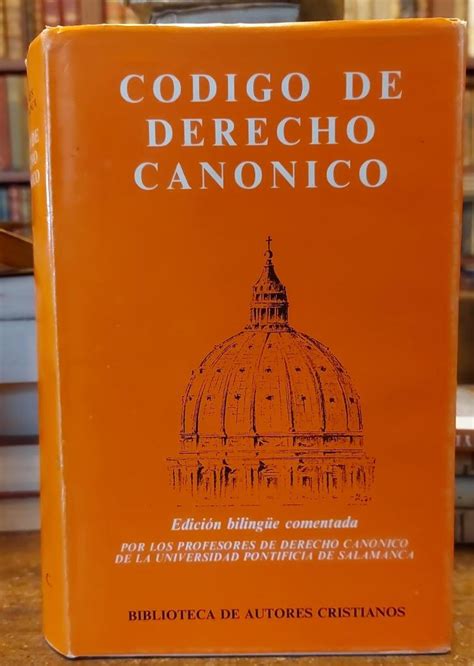 CODIGO DE
DERECHO
CANONICO
Edición bilingüe comentada
POR LOS PROFESORES DE DERECHO CANONICO
DE LA UNIVERSIDAD PONTIFICIA DE SALAMANCA
BIBLIOTECA DE AUTORES CRISTIANOS